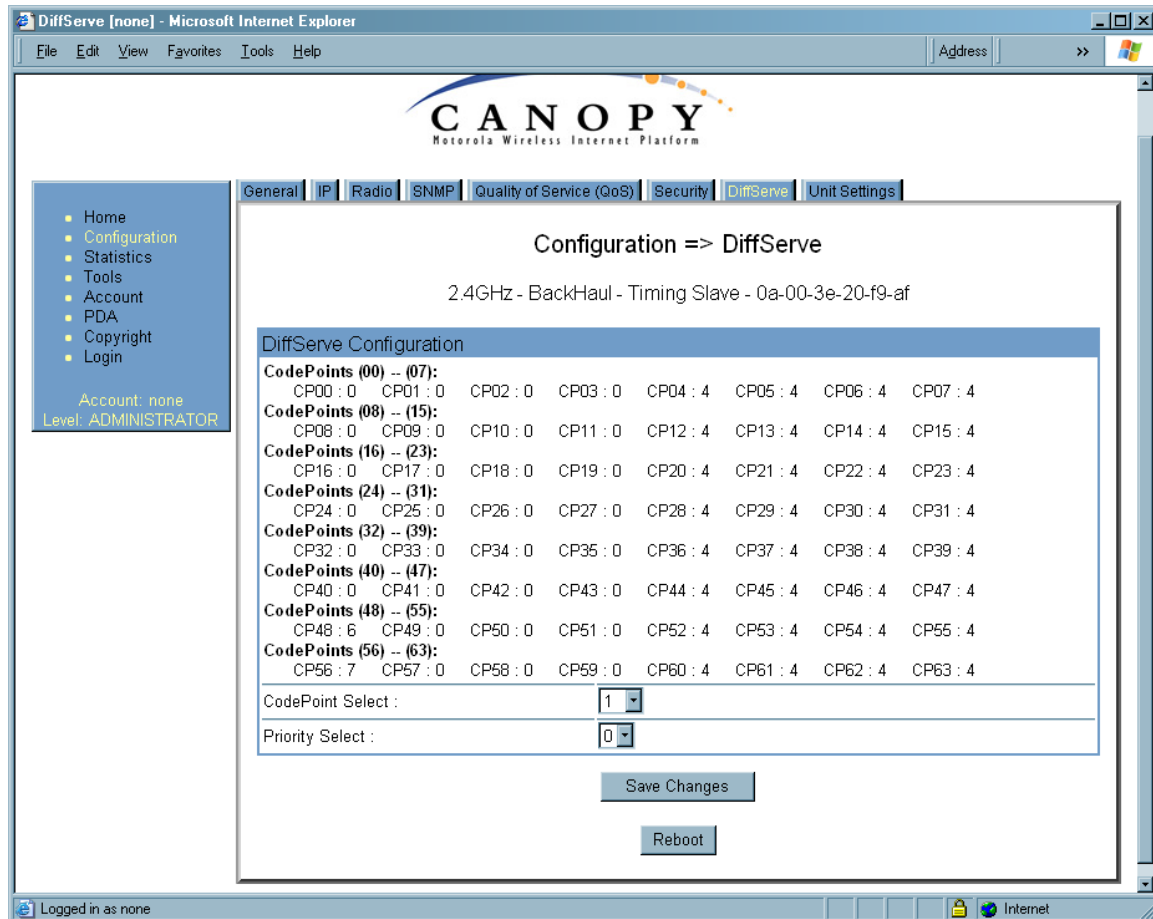 DiffServe [none] - Microsoft Internet Explorer
File Edit View Favorites Tools Help Address »
CANOPY
Motorola Wireless Internet Platform
General IP Radio SNMP Quality of Service (QoS) Security DiffServe Unit Settings
Home
Configuration
Statistics
Tools
Account
PDA
Copyright
Login
Account: none
Level: ADMINISTRATOR
Configuration => DiffServe
2.4GHz - BackHaul - Timing Slave - 0a-00-3e-20-f9-af
DiffServe Configuration
CodePoints (00) -- (07):
CP00 : 0 CP01 : 0 CP02 : 0 CP03 : 0 CP04 : 4 CP05 : 4 CP06 : 4 CP07 : 4
CodePoints (08) -- (15):
CP08 : 0 CP09 : 0 CP10 : 0 CP11 : 0 CP12 : 4 CP13 : 4 CP14 : 4 CP15 : 4
CodePoints (16) -- (23):
CP16 : 0 CP17 : 0 CP18 : 0 CP19 : 0 CP20 : 4 CP21 : 4 CP22 : 4 CP23 : 4
CodePoints (24) -- (31):
CP24 : 0 CP25 : 0 CP26 : 0 CP27 : 0 CP28 : 4 CP29 : 4 CP30 : 4 CP31 : 4
CodePoints (32) -- (39):
CP32 : 0 CP33 : 0 CP34 : 0 CP35 : 0 CP36 : 4 CP37 : 4 CP38 : 4 CP39 : 4
CodePoints (40) -- (47):
CP40 : 0 CP41 : 0 CP42 : 0 CP43 : 0 CP44 : 4 CP45 : 4 CP46 : 4 CP47 : 4
CodePoints (48) -- (55):
CP48 : 6 CP49 : 0 CP50 : 0 CP51 : 0 CP52 : 4 CP53 : 4 CP54 : 4 CP55 : 4
CodePoints (56) -- (63):
CP56 : 7 CP57 : 0 CP58 : 0 CP59 : 0 CP60 : 4 CP61 : 4 CP62 : 4 CP63 : 4
CodePoint Select : 1
Priority Select : 0
Save Changes
Reboot
Logged in as none Internet